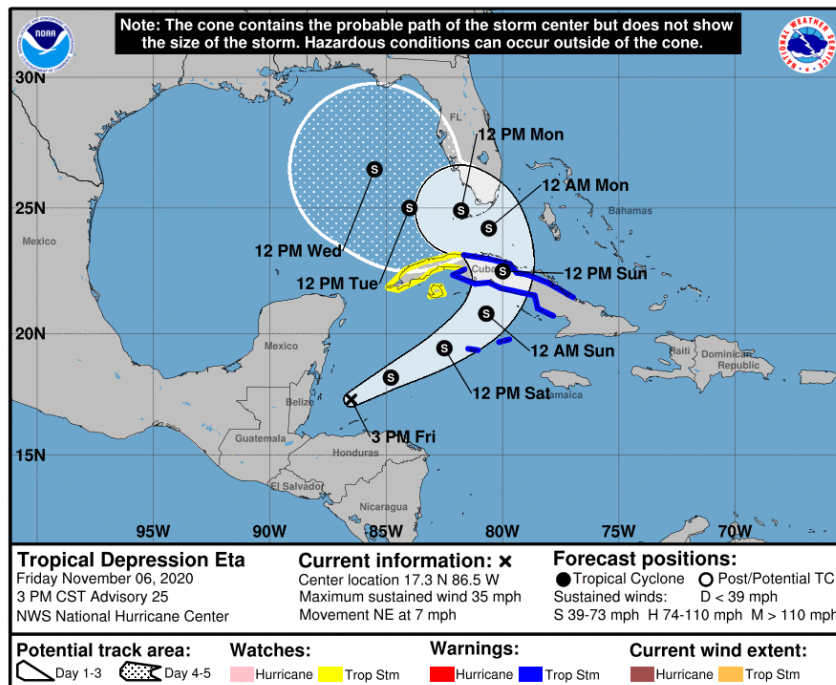 Note: The cone contains the probable path of the storm center but does not show
the size of the storm. Hazardous conditions can occur outside of the cone.
NOAA
NATIONAL WEATHER SERVICE
30N
FL
12 PM Mon
12 AM Mon
25N
Bahamas
Mexico
12 PM Wed
12 PM Tue
Cuba
12 PM Sun
20N
Mexico
12 AM Sun
Haiti
Dominican
Republic
12 PM Sat
Belize
3 PM Fri
15N
Guatemala
Honduras
El Salvador
Nicaragua
95W 90W 85W 80W 75W 70W
S
S
S
S
S
S
S
S
Tropical Depression Eta
Friday November 06, 2020
3 PM CST Advisory 25
NWS National Hurricane Center
Current information: ×
Center location 17.3 N 86.5 W
Maximum sustained wind 35 mph
Movement NE at 7 mph
Forecast positions:
Tropical Cyclone Post/Potential TC
Sustained winds: D < 39 mph
S 39-73 mph H 74-110 mph M > 110 mph
Potential track area:
Day 1-3 Day 4-5
Watches:
Hurricane Trop Stm
Warnings:
Hurricane Trop Stm
Current wind extent:
Hurricane Trop Stm